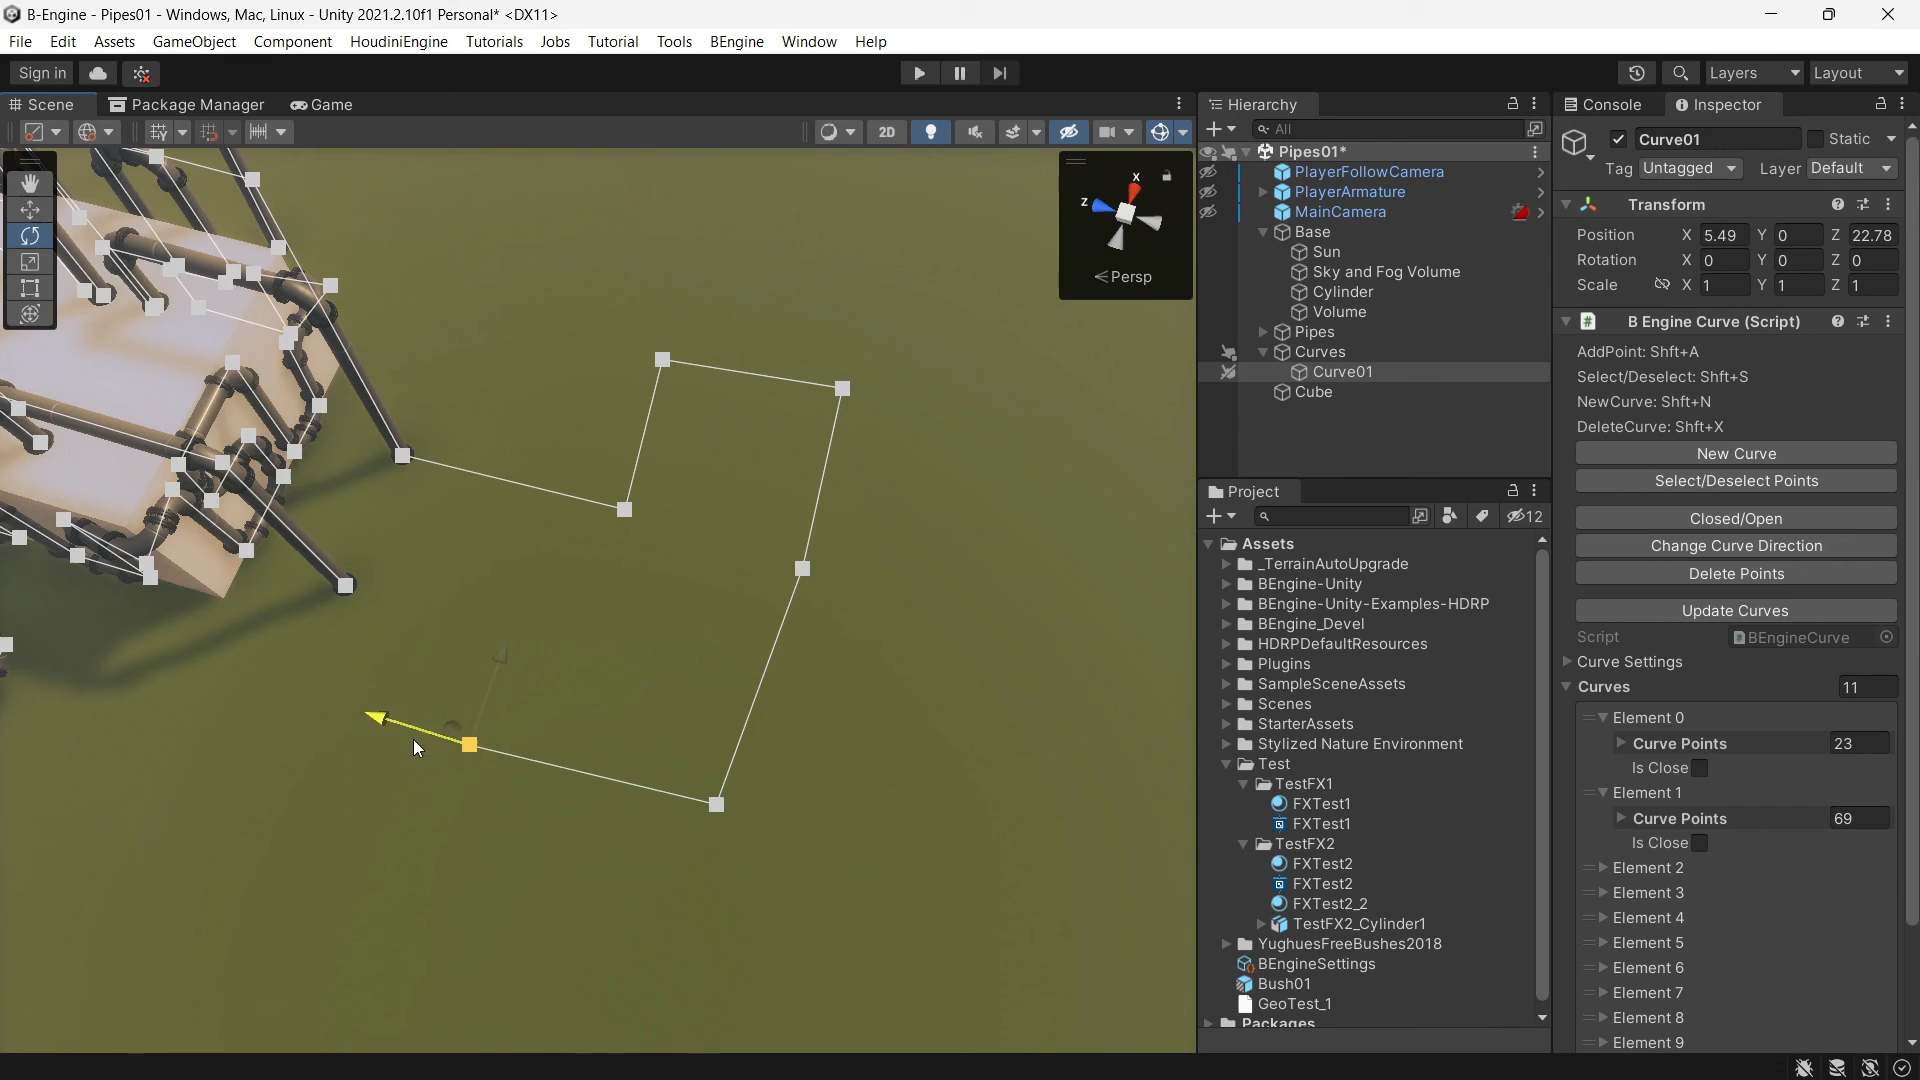 B-Engine - Pipes01 - Windows, Mac, Linux - Unity 2021.2.10f1 Personal* <DX11>
File Edit Assets GameObject Component HoudiniEngine Tutorials Jobs Tutorial Tools BEngine Window Help
Sign in
Layers
Layout
Scene
Package Manager
Game
2D
x
z
Persp
Hierarchy
All
Pipes01*
PlayerFollowCamera
PlayerArmature
MainCamera
Base
Sun
Sky and Fog Volume
Cylinder
Volume
Pipes
Curves
Curve01
Cube
Project
12
Assets
_TerrainAutoUpgrade
BEngine-Unity
BEngine-Unity-Examples-HDRP
BEngine_Devel
HDRPDefaultResources
Plugins
SampleSceneAssets
Scenes
StarterAssets
Stylized Nature Environment
Test
TestFX1
FXTest1
FXTest1
TestFX2
FXTest2
FXTest2
FXTest2_2
TestFX2_Cylinder1
YughuesFreeBushes2018
BEngineSettings
Bush01
GeoTest_1
Packages
Console
Inspector
Curve01
Static
Tag Untagged
Layer Default
Transform
Position X 5.49 Y 0 Z 22.78
Rotation X 0 Y 0 Z 0
Scale X 1 Y 1 Z 1
B Engine Curve (Script)
AddPoint: Shft+A
Select/Deselect: Shft+S
NewCurve: Shft+N
DeleteCurve: Shft+X
New Curve
Select/Deselect Points
Closed/Open
Change Curve Direction
Delete Points
Update Curves
Script BEngineCurve
Curve Settings
Curves 11
Element 0
Curve Points 23
Is Close
Element 1
Curve Points 69
Is Close
Element 2
Element 3
Element 4
Element 5
Element 6
Element 7
Element 8
Element 9